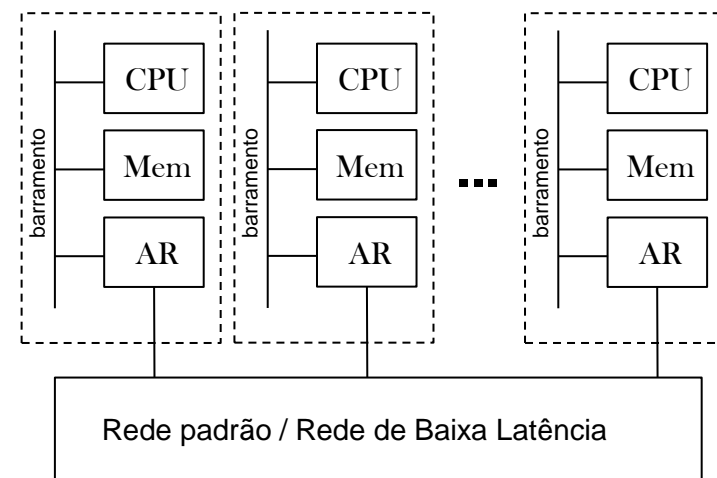 barramento
CPU
Mem
AR
barramento
CPU
Mem
AR
...
barramento
CPU
Mem
AR
Rede padrão / Rede de Baixa Latência